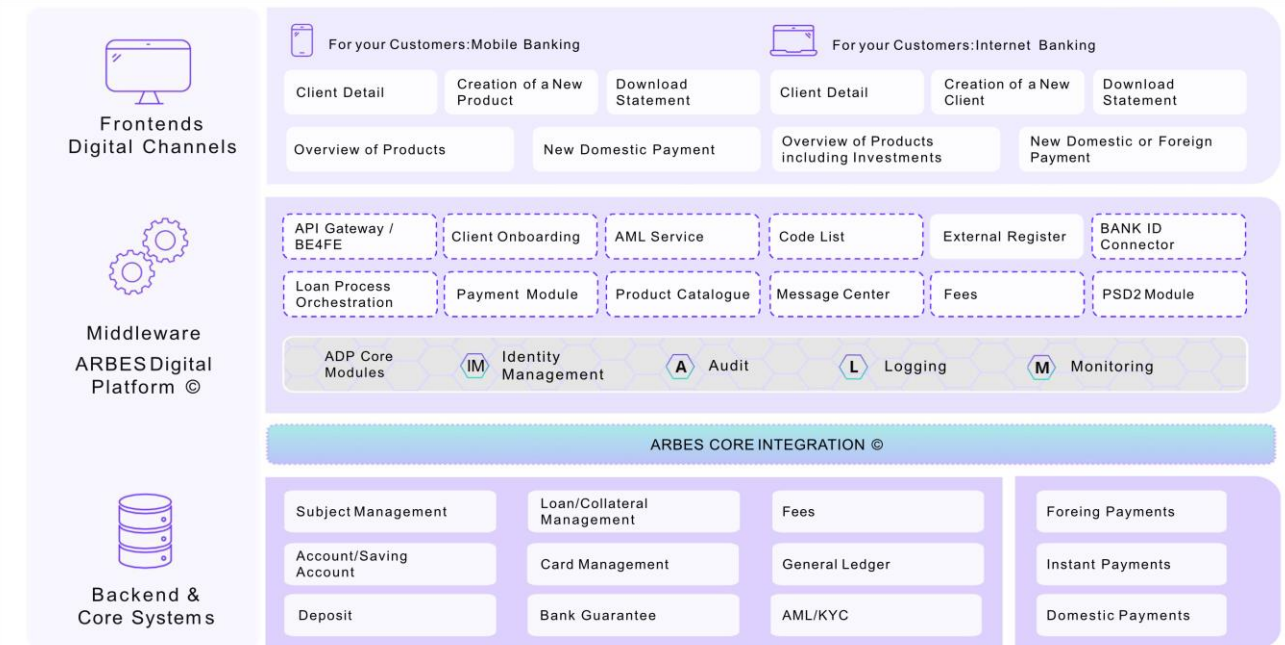 Frontends
Digital Channels
For your Customers:Mobile Banking
Client Detail
Creation of a New
Product
Download
Statement
Overview of Products
New Domestic Payment
For your Customers:Internet Banking
Client Detail
Creation of a New
Client
Download
Statement
Overview of Products
including Investments
New Domestic or Foreign
Payment
Middleware
ARBES Digital
Platform ©
API Gateway /
BE4FE
Client Onboarding
AML Service
Code List
External Register
BANK ID
Connector
Loan Process
Orchestration
Payment Module
Product Catalogue
Message Center
Fees
PSD2 Module
ADP Core
Modules
IM
Identity
Management
A
Audit
L
Logging
M
Monitoring
ARBES CORE INTEGRATION ©
Backend &
Core Systems
Subject Management
Loan/Collateral
Management
Fees
Account/Saving
Account
Card Management
General Ledger
Deposit
Bank Guarantee
AML/KYC
Foreing Payments
Instant Payments
Domestic Payments